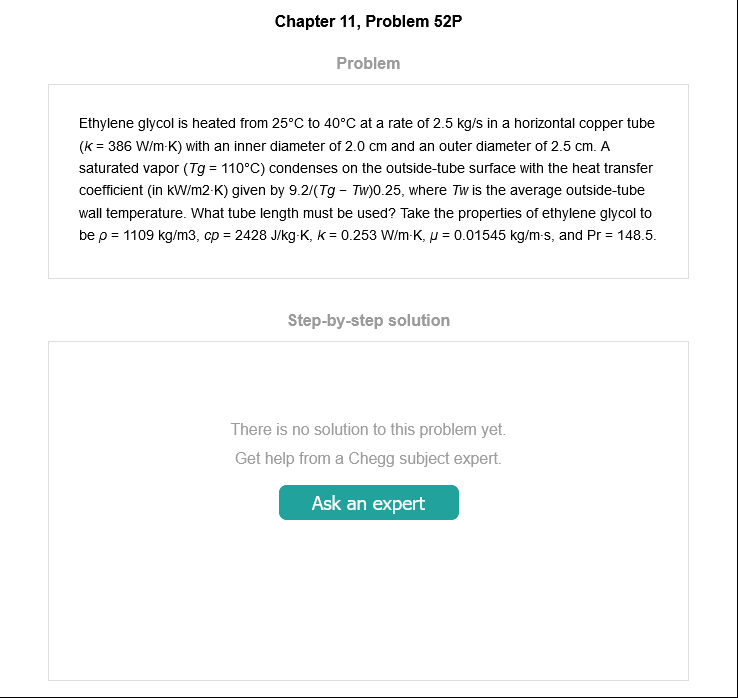 Chapter 11, Problem 52P
Problem
Ethylene glycol is heated from 25°C to 40°C at a rate of 2.5 kg/s in a horizontal copper tube
(k = 386 W/m·K) with an inner diameter of 2.0 cm and an outer diameter of 2.5 cm. A
saturated vapor (Tg = 110°C) condenses on the outside-tube surface with the heat transfer
coefficient (in kW/m2·K) given by 9.2/(Tg − Tw)0.25, where Tw is the average outside-tube
wall temperature. What tube length must be used? Take the properties of ethylene glycol to
be ρ = 1109 kg/m3, cp = 2428 J/kg·K, k = 0.253 W/m·K, μ = 0.01545 kg/m·s, and Pr = 148.5.
Step-by-step solution
There is no solution to this problem yet.
Get help from a Chegg subject expert.
Ask an expert